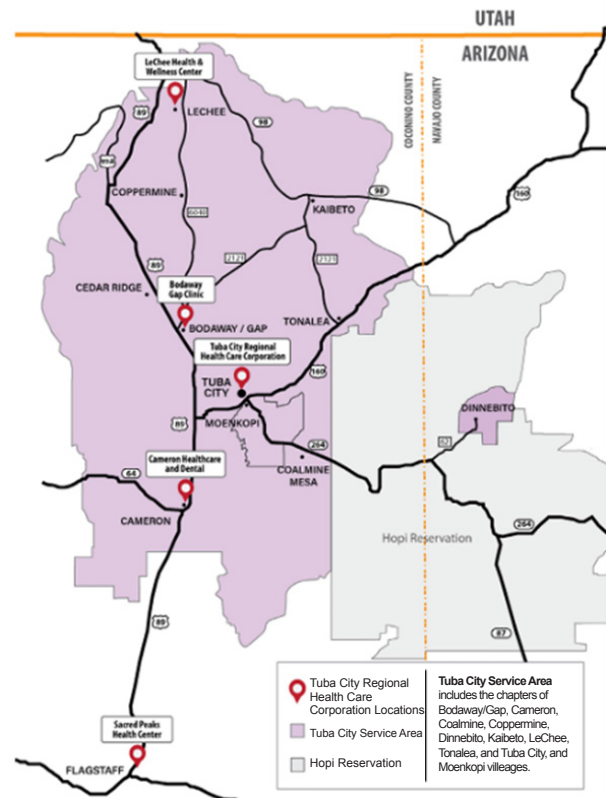 UTAH
ARIZONA
LeChee Health &
Wellness Center
LECHEE
89
98
COCONINO COUNTY
NAVAJO COUNTY
COPPERMINE
KAIBETO
98
160
89
2121
2121
CEDAR RIDGE
Bodaway
Gap Clinic
BODAWAY / GAP
TONALEA
Tuba City Regional
Health Care Corporation
160
TUBA
CITY
DINNEBITO
MOENKOPI
89
264
COALMINE
MESA
Cameron Healthcare
and Dental
64
CAMERON
264
Hopi Reservation
89
87
Sacred Peaks
Health Center
FLAGSTAFF
Tuba City Regional
Health Care
Corporation Locations
Tuba City Service Area
Hopi Reservation
Tuba City Service Area
includes the chapters of
Bodaway/Gap, Cameron,
Coalmine, Coppermine,
Dinnebito, Kaibeto, LeChee,
Tonalea, and Tuba City, and
Moenkopi villeages.